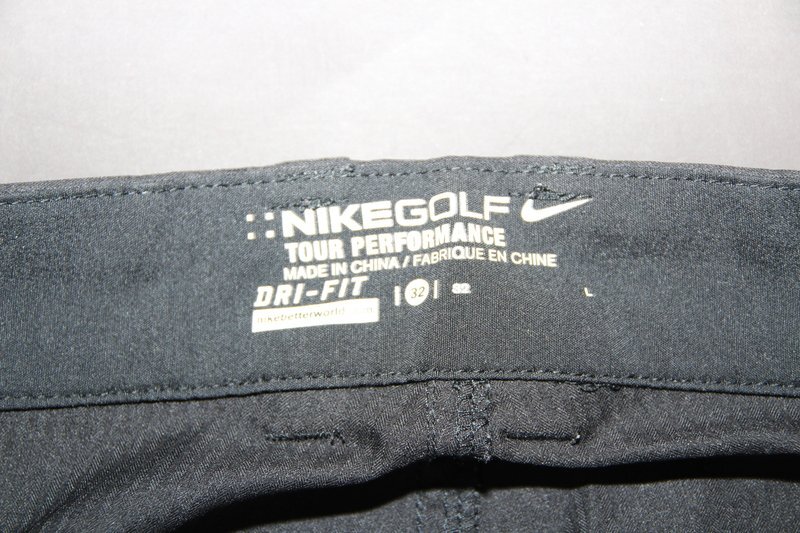 NIKEGOLF
TOUR PERFORMANCE
MADE IN CHINA / FABRIQUE EN CHINE
DRI-FIT | 32 | 82 L
nikebetterworld.com